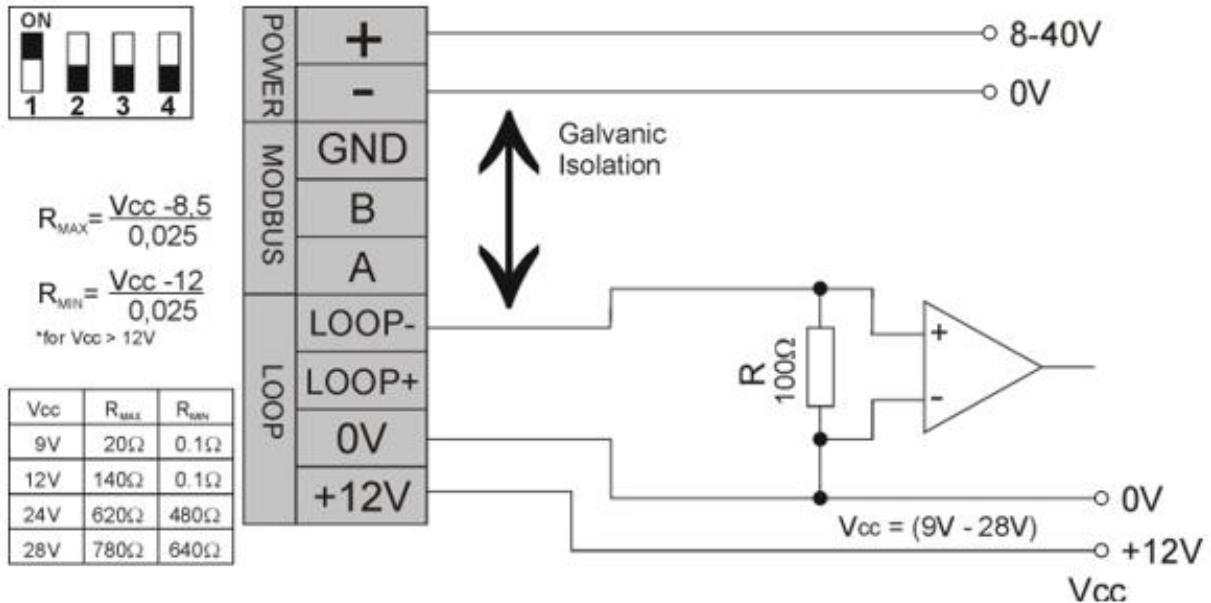 ON
1 2 3 4
RMAX= Vcc -8,5
0,025
RMIN= Vcc -12
0,025
*for Vcc > 12V
Vcc RMAX RMIN
9V 20Ω 0.1Ω
12V 140Ω 0.1Ω
24V 620Ω 480Ω
28V 780Ω 640Ω
POWER
+
-
MODBUS
GND
B
A
LOOP
LOOP-
LOOP+
0V
+12V
8-40V
0V
Galvanic
Isolation
R
100Ω
+
-
0V
Vcc = (9V - 28V)
+12V
Vcc